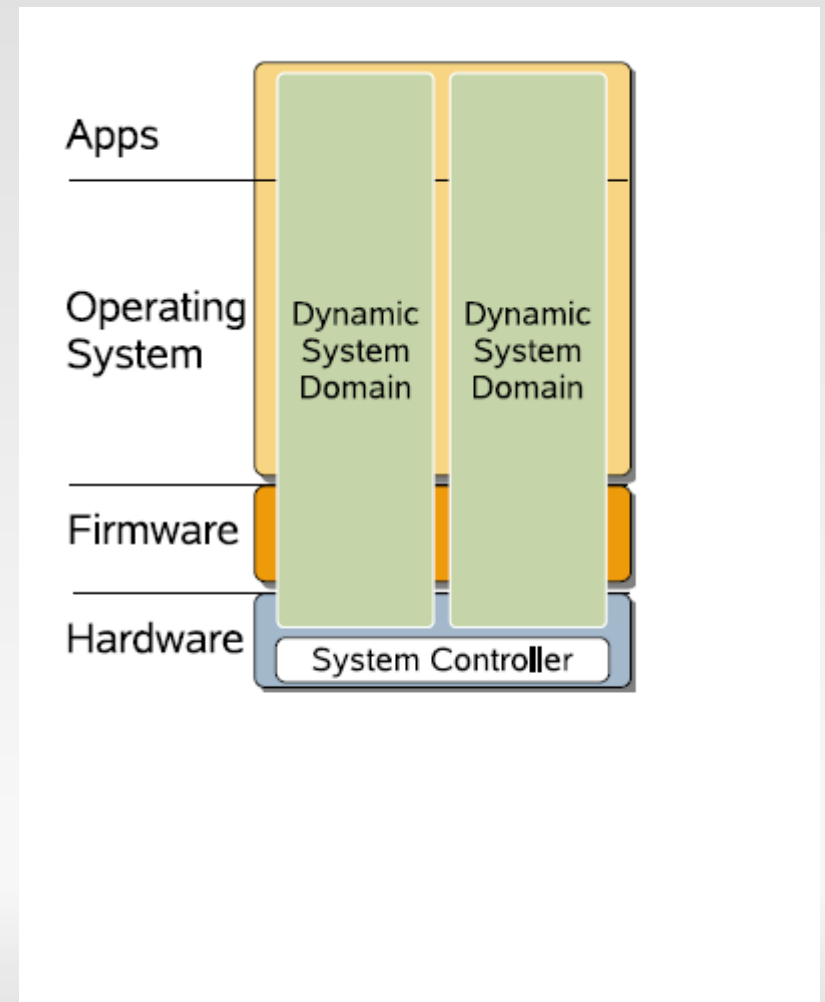 Apps
Operating
System
Dynamic
System
Domain
Dynamic
System
Domain
Firmware
Hardware
System Controller